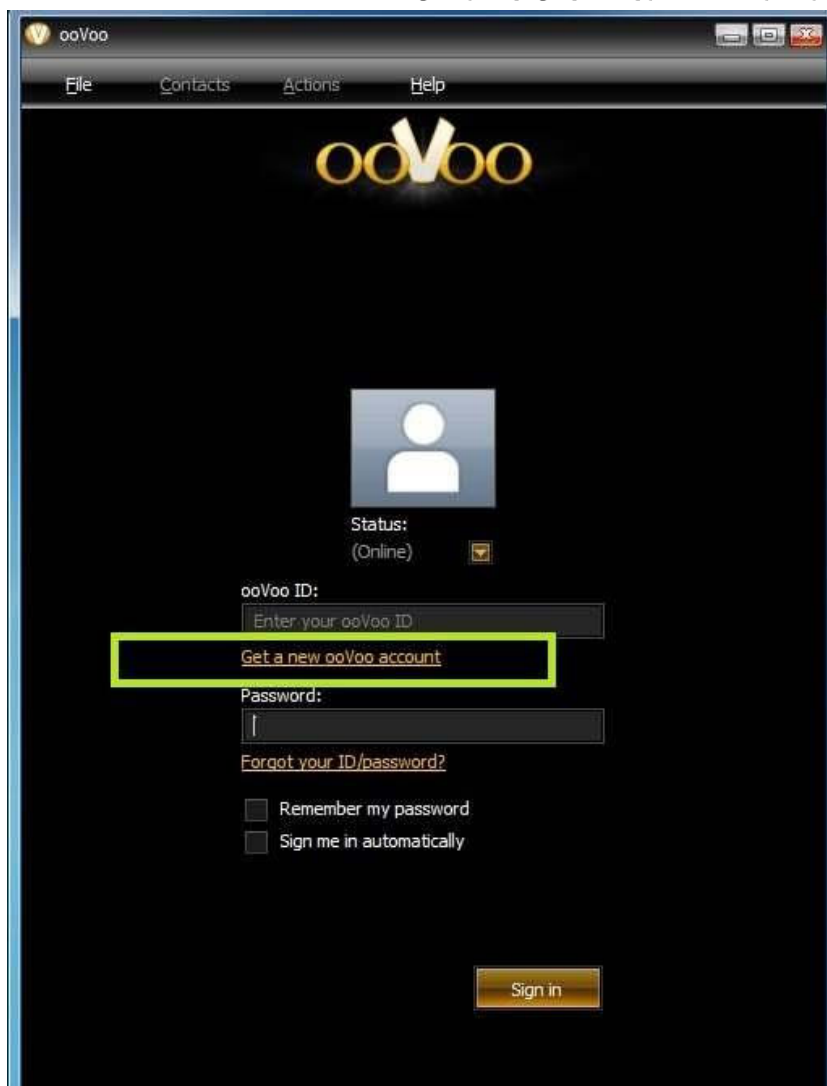 ooVoo
File Contacts Actions Help
ooVoo
Status:
(Online)
ooVoo ID:
Enter your ooVoo ID
Get a new ooVoo account
Password:
Forgot your ID/password?
Remember my password
Sign me in automatically
Sign in